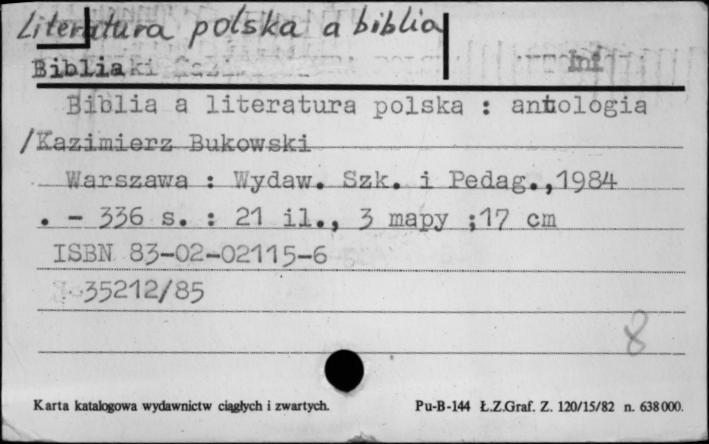 Literatura polska a biblia
Biblia Ini
Biblia a literatura polska : antologia
/Kazimierz Bukowski
Warszawa : Wydaw. Szk. i Pedag.,1984
. - 336 s. : 21 il., 3 mapy ;17 cm
ISBN 83-02-02115-6
35212/85
8
Karta katalogowa wydawnictw ciągłych i zwartych. Pu-B-144 Ł.Z.Graf. Z. 120/15/82 n. 638000.